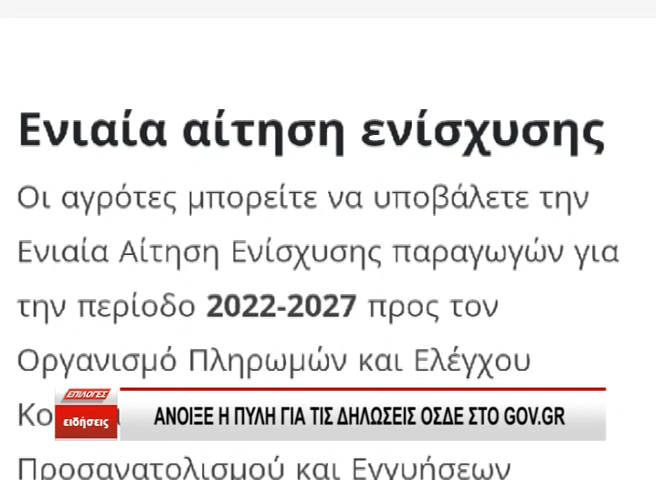 Ενιαία αίτηση ενίσχυσης
Οι αγρότες μπορείτε να υποβάλετε την
Ενιαία Αίτηση Ενίσχυσης παραγωγών για
την περίοδο 2022-2027 προς τον
Οργανισμό Πληρωμών και Ελέγχου
ΕΠΙΛΟΓΕΣ
ειδήσεις
ΑΝΟΙΞΕ Η ΠΥΛΗ ΓΙΑ ΤΙΣ ΔΗΛΩΣΕΙΣ ΟΣΔΕ ΣΤΟ GOV.GR
Προσανατολισμού και Εγγυήσεων